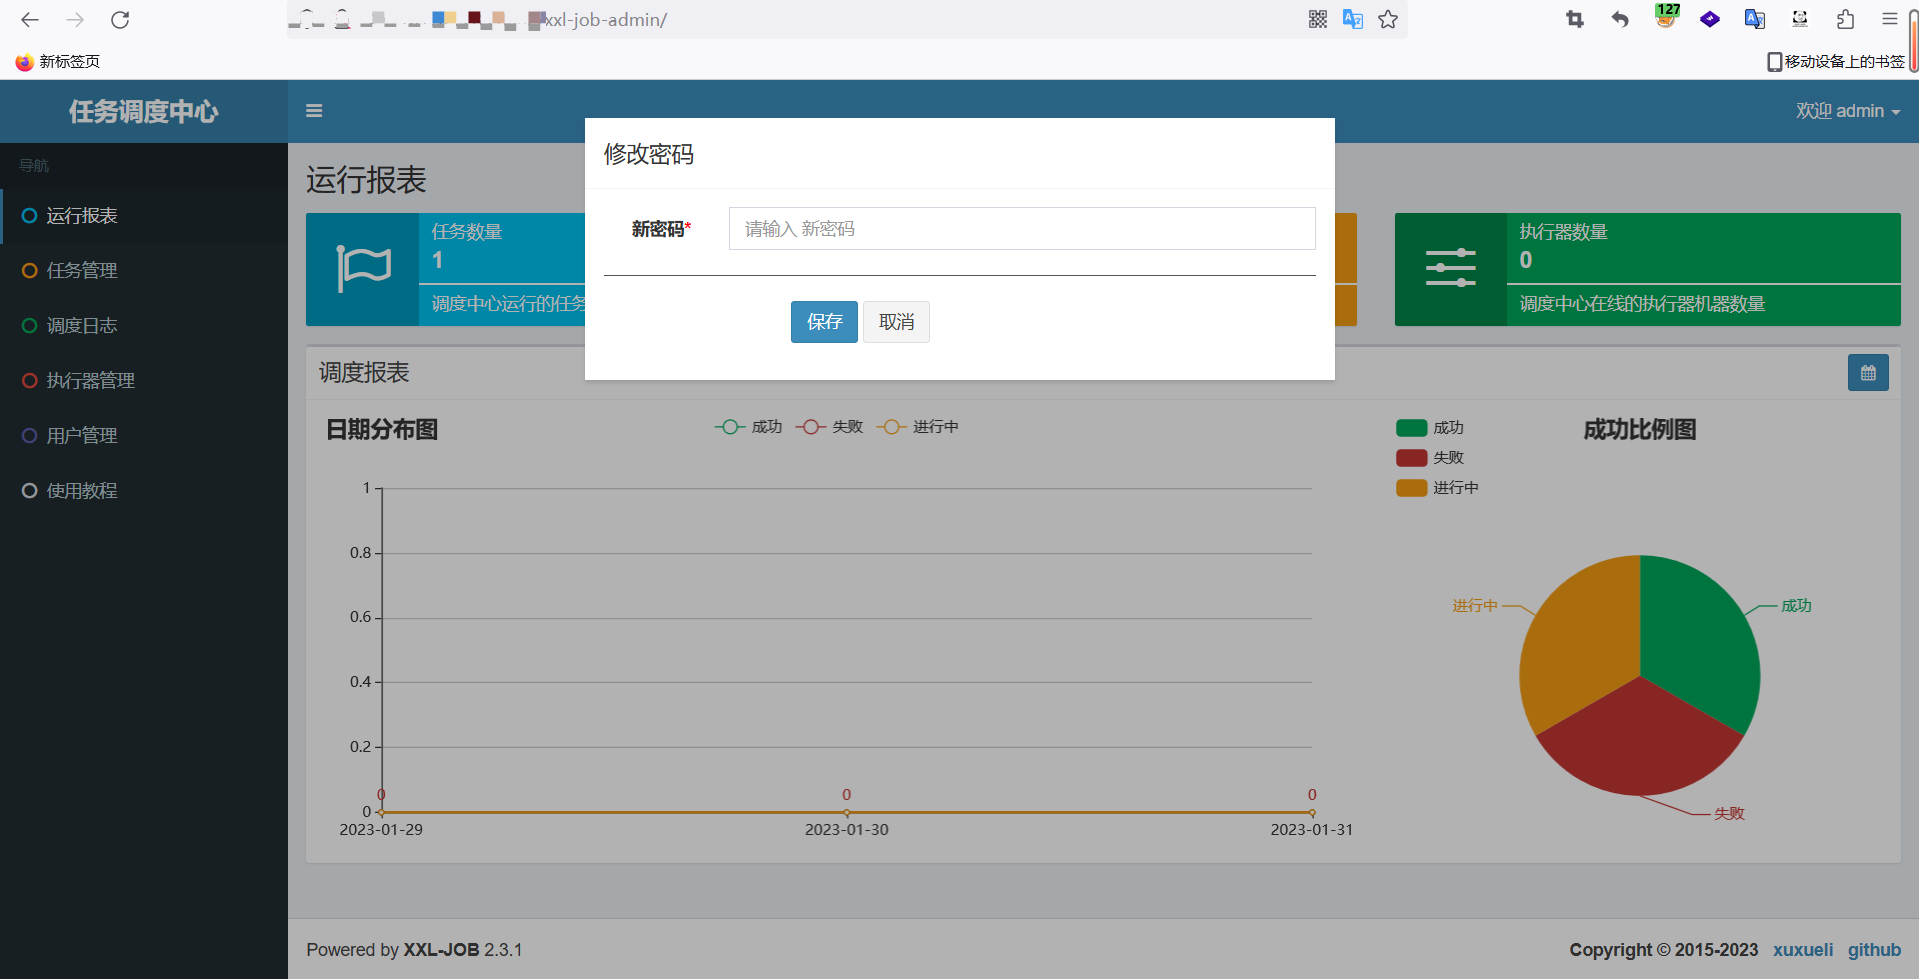 xxl-job-admin/
127
新标签页
移动设备上的书签
任务调度中心
欢迎 admin
导航
运行报表
任务管理
调度日志
执行器管理
用户管理
使用教程
运行报表
修改密码
新密码*
请输入 新密码
保存 取消
任务数量
1
调度中心运行的任务
执行器数量
0
调度中心在线的执行器机器数量
调度报表
日期分布图
成功 失败 进行中
1
0.8
0.6
0.4
0.2
0
0 0 0
2023-01-29 2023-01-30 2023-01-31
成功
失败
进行中
成功比例图
进行中
成功
失败
Powered by XXL-JOB 2.3.1
Copyright © 2015-2023 xuxueli github